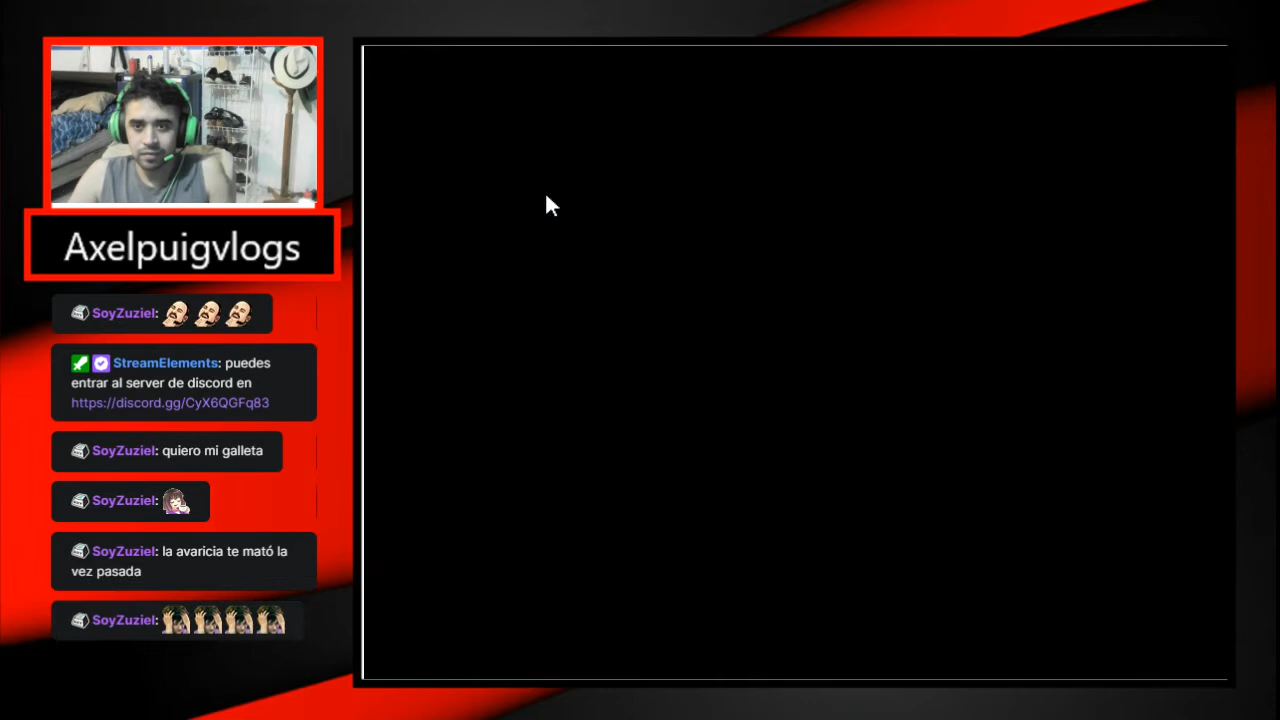 Axelpuigvlogs
SoyZuziel:
StreamElements: puedes
entrar al server de discord en
https://discord.gg/CyX6QGFq83
SoyZuziel: quiero mi galleta
SoyZuziel:
SoyZuziel: la avaricia te mató la
vez pasada
SoyZuziel: